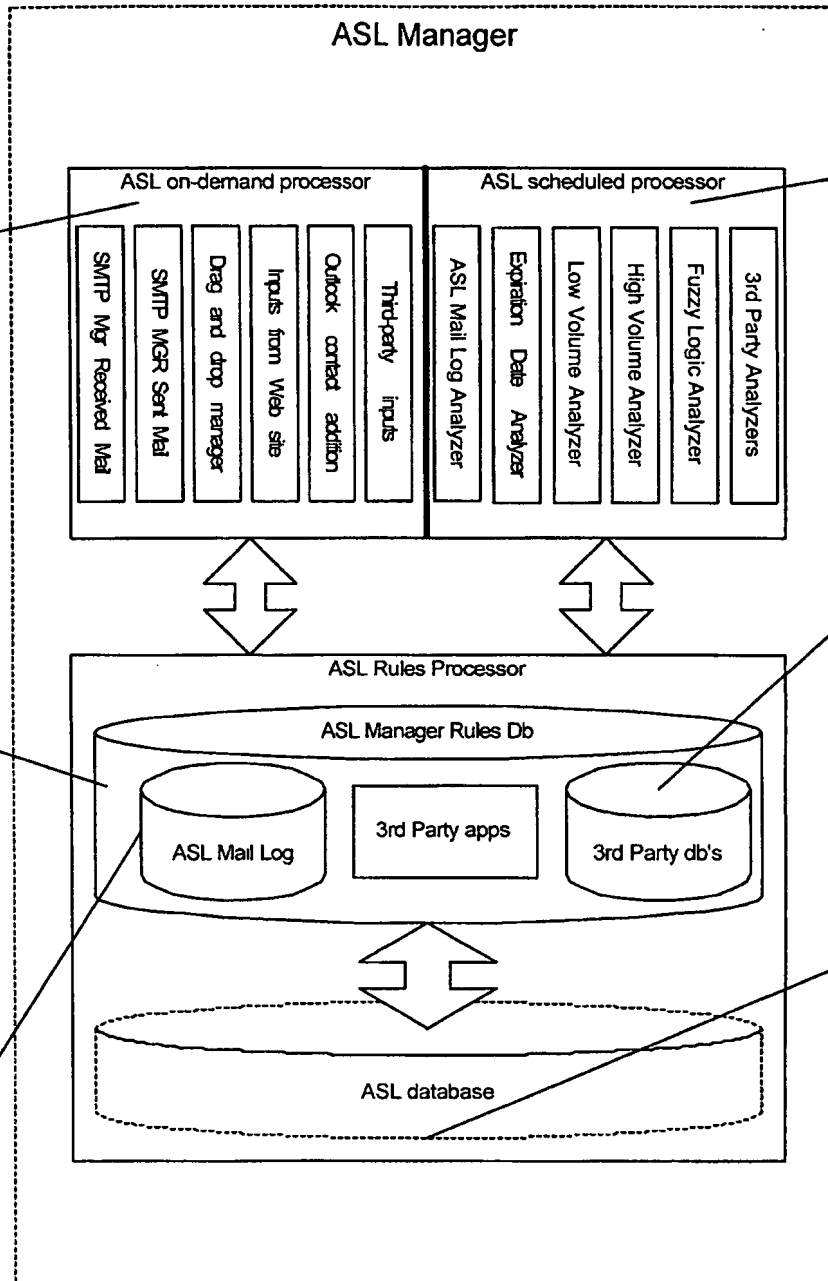 ASL Manager
ASL on-demand processor
ASL scheduled processor
SMTP Mgr Received Mail
SMTP MGR Sent Mail
Drag and drop manager
Inputs from Web site
Outlook contact addition
Third-party inputs
ASL Mail Log Analyzer
Expiration Date Analyzer
Low Volume Analyzer
High Volume Analyzer
Fuzzy Logic Analyzer
3rd Party Analyzers
ASL Rules Processor
ASL Manager Rules Db
ASL Mail Log
3rd Party apps
3rd Party db's
ASL database